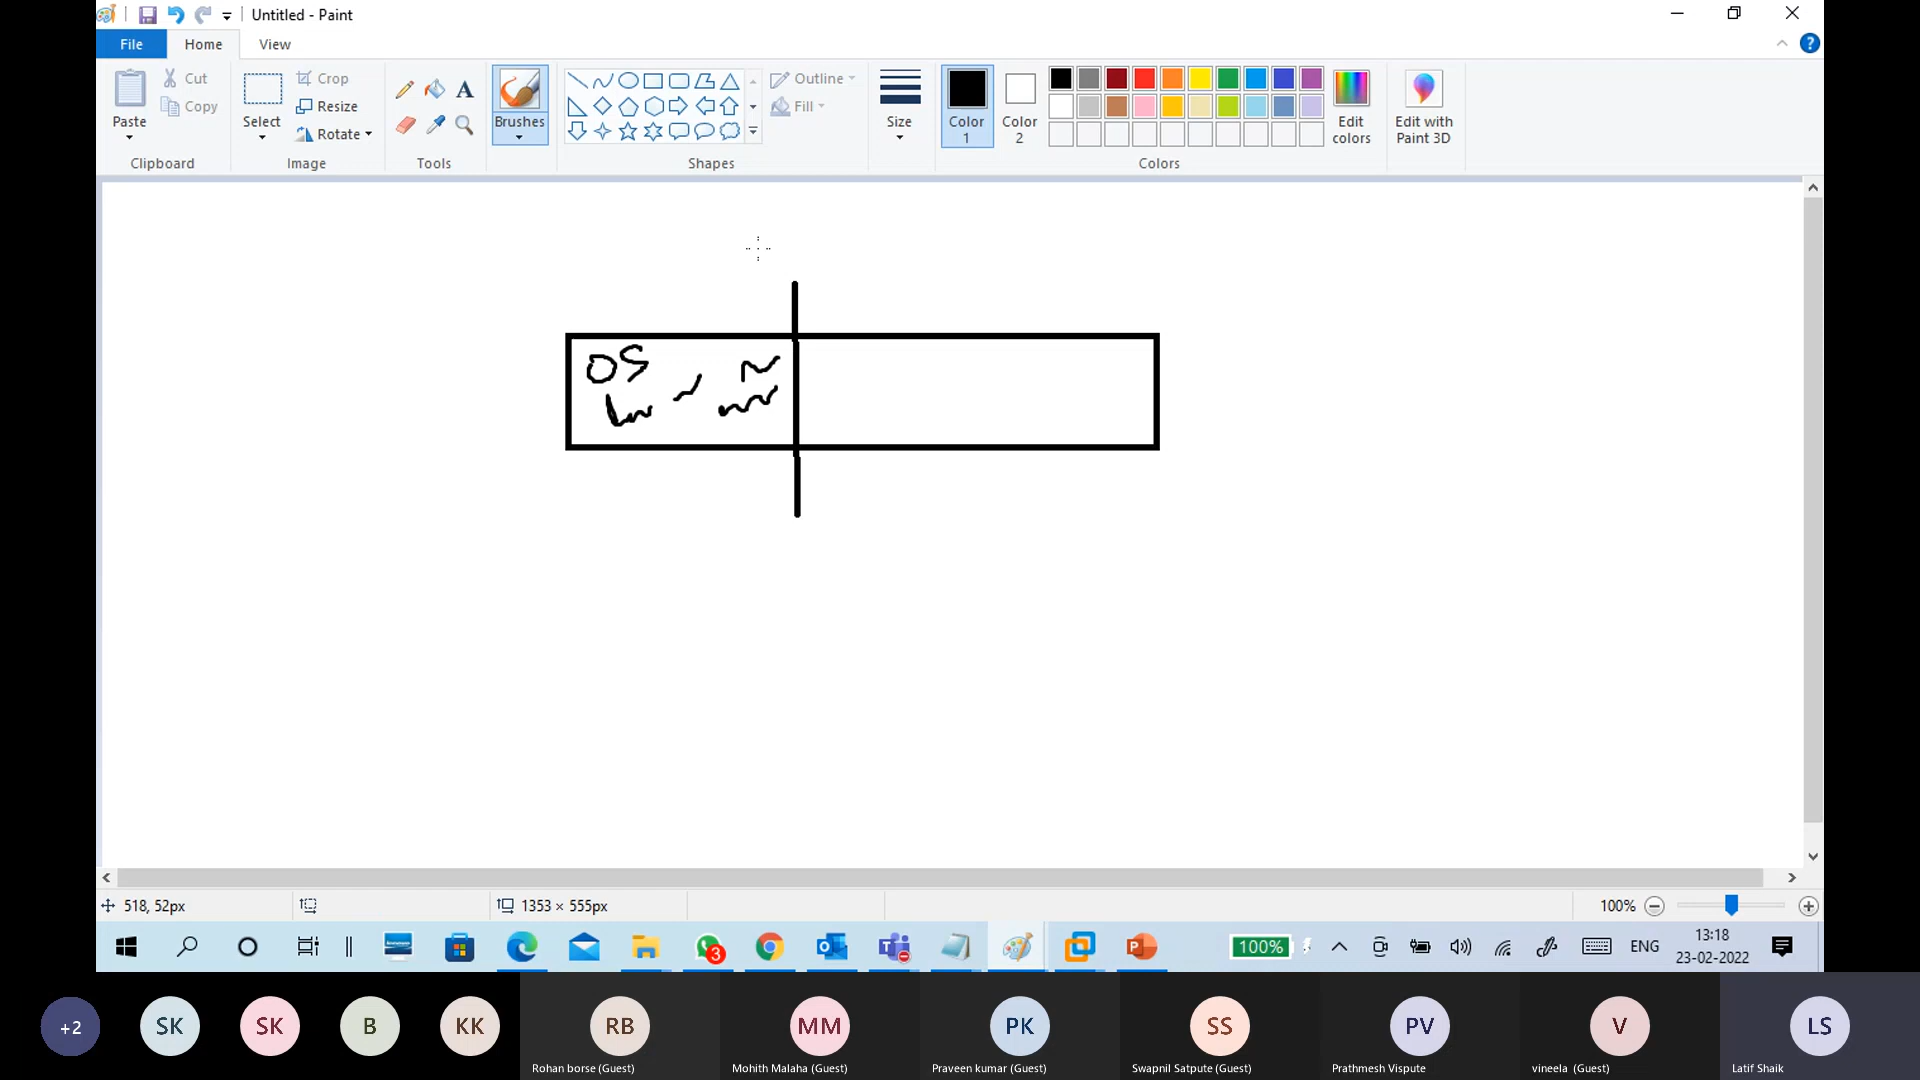 Untitled - Paint
File
Home
View
Paste
Cut
Copy
Clipboard
Select
Crop
Resize
Rotate
Image
A
Tools
Brushes
Outline
Fill
Shapes
Size
Color
1
Color
2
Edit
colors
Colors
Edit with
Paint 3D
OS
518, 52px
1353 × 555px
100%
3
100%
ENG
13:18
23-02-2022
+2
SK
SK
B
KK
RB
Rohan borse (Guest)
MM
Mohith Malaha (Guest)
PK
Praveen kumar (Guest)
SS
Swapnil Satpute (Guest)
PV
Prathmesh Vispute
V
vineela (Guest)
LS
Latif Shaik